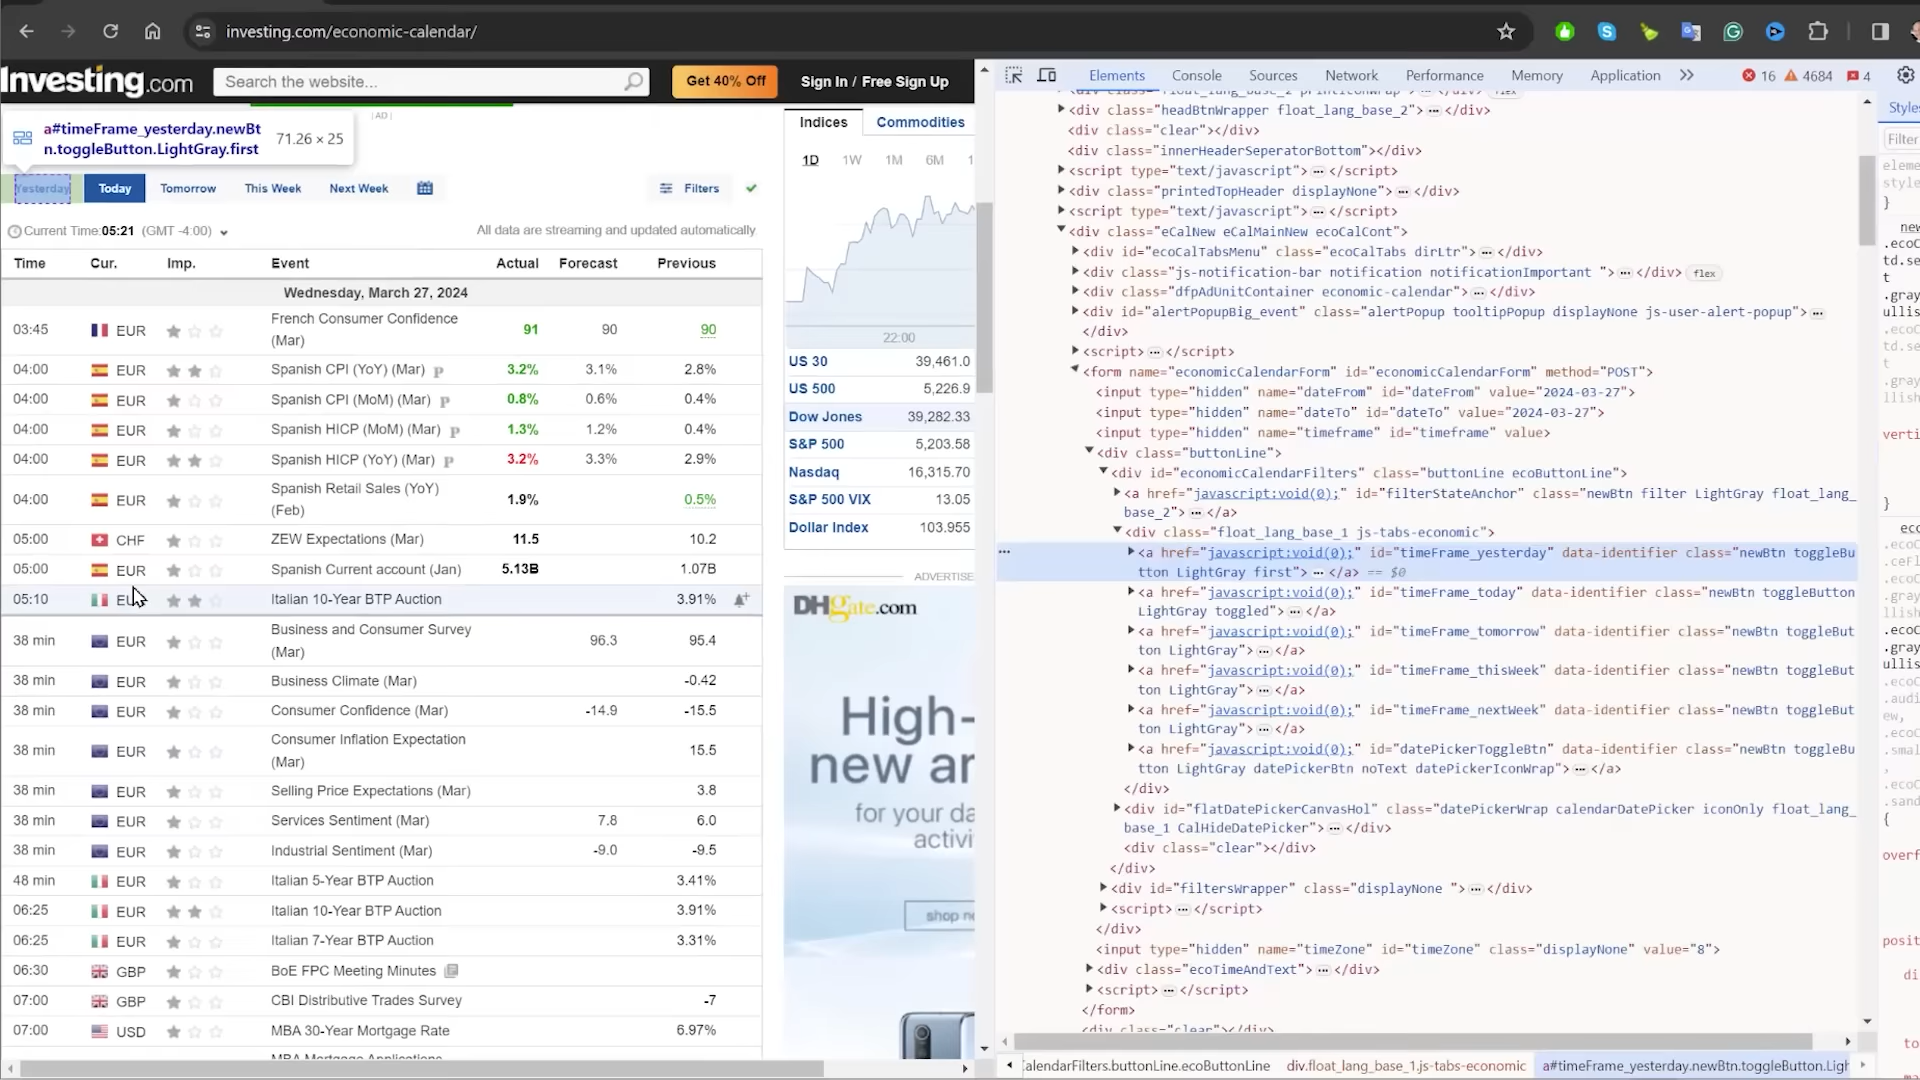 investing.com/economic-calendar/
Investing.com
Search the website...
Get 40% Off
Sign In / Free Sign Up
AD
a#timeFrame_yesterday.newBt
n.toggleButton.LightGray.first
71.26 × 25
Yesterday
Today
Tomorrow
This Week
Next Week
Filters
Current Time:05:21 (GMT -4:00)
All data are streaming and updated automatically.
Time Cur. Imp. Event Actual Forecast Previous
Wednesday, March 27, 2024
03:45 EUR French Consumer Confidence (Mar) 91 90 90
04:00 EUR Spanish CPI (YoY) (Mar) P 3.2% 3.1% 2.8%
04:00 EUR Spanish CPI (MoM) (Mar) P 0.8% 0.6% 0.4%
04:00 EUR Spanish HICP (MoM) (Mar) P 1.3% 1.2% 0.4%
04:00 EUR Spanish HICP (YoY) (Mar) P 3.2% 3.3% 2.9%
04:00 EUR Spanish Retail Sales (YoY) (Feb) 1.9% 0.5%
05:00 CHF ZEW Expectations (Mar) 11.5 10.2
05:00 EUR Spanish Current account (Jan) 5.13B 1.07B
05:10 Italian 10-Year BTP Auction 3.91%
38 min EUR Business and Consumer Survey (Mar) 96.3 95.4
38 min EUR Business Climate (Mar) -0.42
38 min EUR Consumer Confidence (Mar) -14.9 -15.5
38 min EUR Consumer Inflation Expectation (Mar) 15.5
38 min EUR Selling Price Expectations (Mar) 3.8
38 min EUR Services Sentiment (Mar) 7.8 6.0
38 min EUR Industrial Sentiment (Mar) -9.0 -9.5
48 min EUR Italian 5-Year BTP Auction 3.41%
06:25 EUR Italian 10-Year BTP Auction 3.91%
06:25 EUR Italian 7-Year BTP Auction 3.31%
06:30 GBP BoE FPC Meeting Minutes
07:00 GBP CBI Distributive Trades Survey -7
07:00 USD MBA 30-Year Mortgage Rate 6.97%
MBA Mortgage Applications
Indices Commodities
1D 1W 1M 6M
22:00
US 30 39,461.0
US 500 5,226.9
Dow Jones 39,282.33
S&P 500 5,203.58
Nasdaq 16,315.70
S&P 500 VIX 13.05
Dollar Index 103.955
DHgate.com
High-
new ar
for your da
activi
shop
Elements Console Sources Network Performance Memory Application 16 4684 4
<div class="headBtnWrapper float_lang_base_2">…</div>
<div class="clear"></div>
<div class="innerHeaderSeperatorBottom"></div>
<script type="text/javascript">…</script>
<div class="printedTopHeader displayNone">…</div>
<script type="text/javascript">…</script>
<div class="eCalNew eCalMainNew ecoCalCont">
<div id="ecoCalTabsMenu" class="ecoCalTabs dirLtr">…</div>
<div class="js-notification-bar notification notificationImportant ">…</div> flex
<div class="dfpAdUnitContainer economic-calendar">…</div>
<div id="alertPopupBig_event" class="alertPopup tooltipPopup displayNone js-user-alert-popup">…
</div>
<script>…</script>
<form name="economicCalendarForm" id="economicCalendarForm" method="POST">
<input type="hidden" name="dateFrom" id="dateFrom" value="2024-03-27">
<input type="hidden" name="dateTo" id="dateTo" value="2024-03-27">
<input type="hidden" name="timeframe" id="timeframe" value>
<div class="buttonLine">
<div id="economicCalendarFilters" class="buttonLine ecoButtonLine">
<a href="javascript:void(0);" id="filterStateAnchor" class="newBtn filter LightGray float_lang_
base_2">…</a>
<div class="float_lang_base_1 js-tabs-economic">
<a href="javascript:void(0);" id="timeFrame_yesterday" data-identifier class="newBtn toggleBu
tton LightGray first">…</a> == $0
<a href="javascript:void(0);" id="timeFrame_today" data-identifier class="newBtn toggleButton
LightGray toggled">…</a>
<a href="javascript:void(0);" id="timeFrame_tomorrow" data-identifier class="newBtn toggleBut
ton LightGray">…</a>
<a href="javascript:void(0);" id="timeFrame_thisWeek" data-identifier class="newBtn toggleBut
ton LightGray">…</a>
<a href="javascript:void(0);" id="timeFrame_nextWeek" data-identifier class="newBtn toggleBut
ton LightGray">…</a>
<a href="javascript:void(0);" id="datePickerToggleBtn" data-identifier class="newBtn toggleBu
tton LightGray datePickerBtn noText datePickerIconWrap">…</a>
</div>
<div id="flatDatePickerCanvasHol" class="datePickerWrap calendarDatePicker iconOnly float_lang_
base_1 CalHideDatePicker">…</div>
<div class="clear"></div>
</div>
<div id="filtersWrapper" class="displayNone ">…</div>
<script>…</script>
</div>
<input type="hidden" name="timeZone" id="timeZone" class="displayNone" value="8">
<div class="ecoTimeAndText">…</div>
<script>…</script>
</form>
<div class="clear"></div>
CalendarFilters.buttonLine.ecoButtonLine div.float_lang_base_1.js-tabs-economic a#timeFrame_yesterday.newBtn.toggleButton.Ligh
Styles
Filter